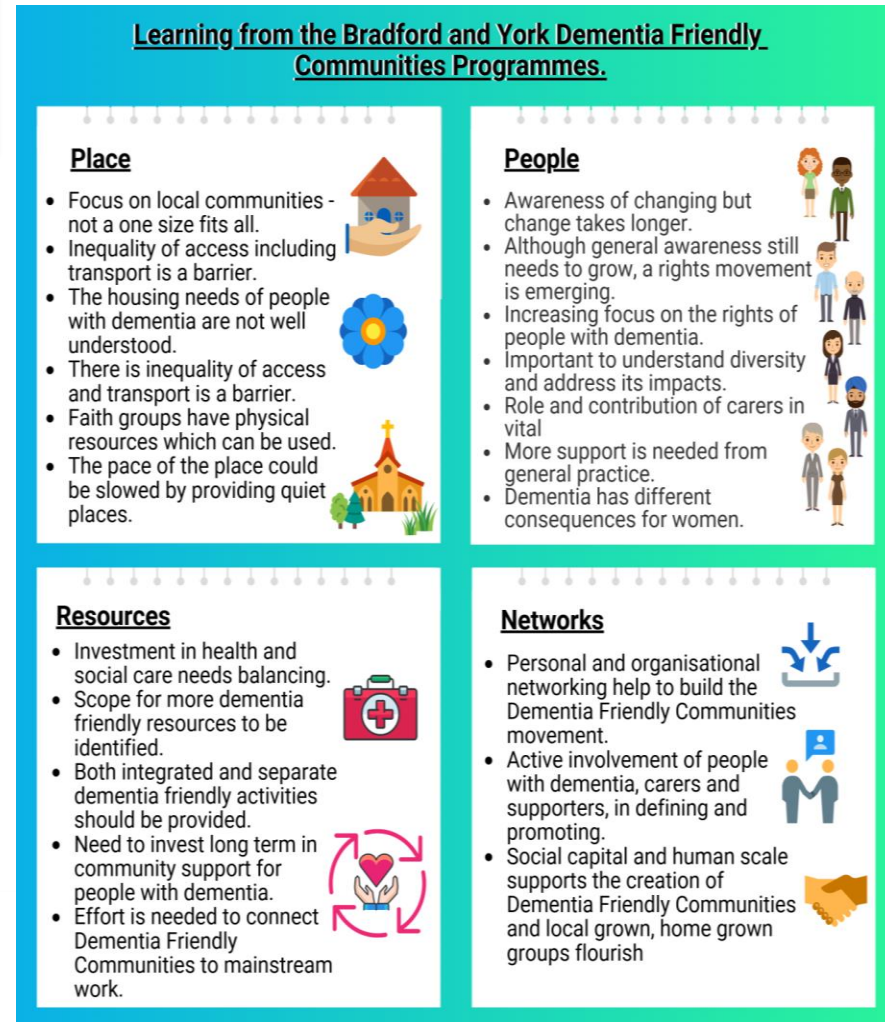 Learning from the Bradford and York Dementia Friendly
Communities Programmes.
Place
• Focus on local communities -
not a one size fits all.
• Inequality of access including
transport is a barrier.
• The housing needs of people
with dementia are not well
understood.
• There is inequality of access
and transport is a barrier.
• Faith groups have physical
resources which can be used.
• The pace of the place could
be slowed by providing quiet
places.
People
• Awareness of changing but
change takes longer.
• Although general awareness still
needs to grow, a rights movement
is emerging.
• Increasing focus on the rights of
people with dementia.
• Important to understand diversity
and address its impacts.
• Role and contribution of carers in
vital
• More support is needed from
general practice.
• Dementia has different
consequences for women.
Resources
• Investment in health and
social care needs balancing.
• Scope for more dementia
friendly resources to be
identified.
• Both integrated and separate
dementia friendly activities
should be provided.
• Need to invest long term in
community support for
people with dementia.
• Effort is needed to connect
Dementia Friendly
Communities to mainstream
work.
Networks
• Personal and organisational
networking help to build the
Dementia Friendly Communities
movement.
• Active involvement of people
with dementia, carers and
supporters, in defining and
promoting.
• Social capital and human scale
supports the creation of
Dementia Friendly Communities
and local grown, home grown
groups flourish